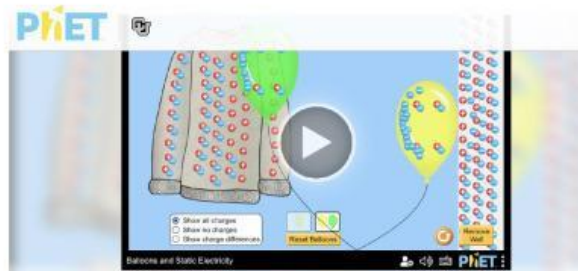 PhET
Show all charges
Show no charges
Show charge differences
Reset Balloons
Remove
Wall
Balloons and Static Electricity
PhET